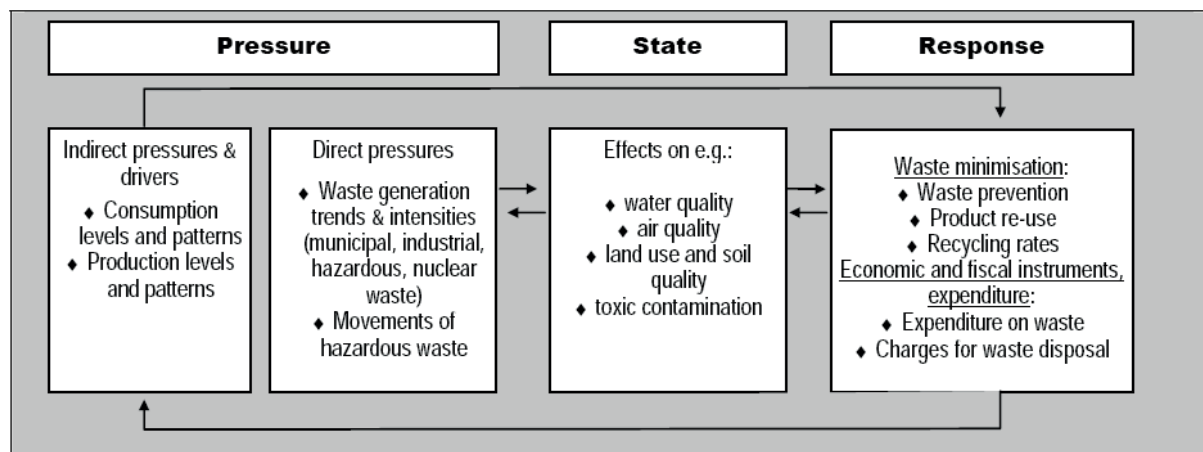 Pressure
State
Response
Indirect pressures &
drivers
♦ Consumption
levels and patterns
♦ Production levels
and patterns
Direct pressures
♦ Waste generation
trends & intensities
(municipal, industrial,
hazardous, nuclear
waste)
♦ Movements of
hazardous waste
Effects on e.g.:
♦ water quality
♦ air quality
♦ land use and soil
quality
♦ toxic contamination
Waste minimisation:
♦ Waste prevention
♦ Product re-use
♦ Recycling rates
Economic and fiscal instruments,
expenditure:
♦ Expenditure on waste
♦ Charges for waste disposal